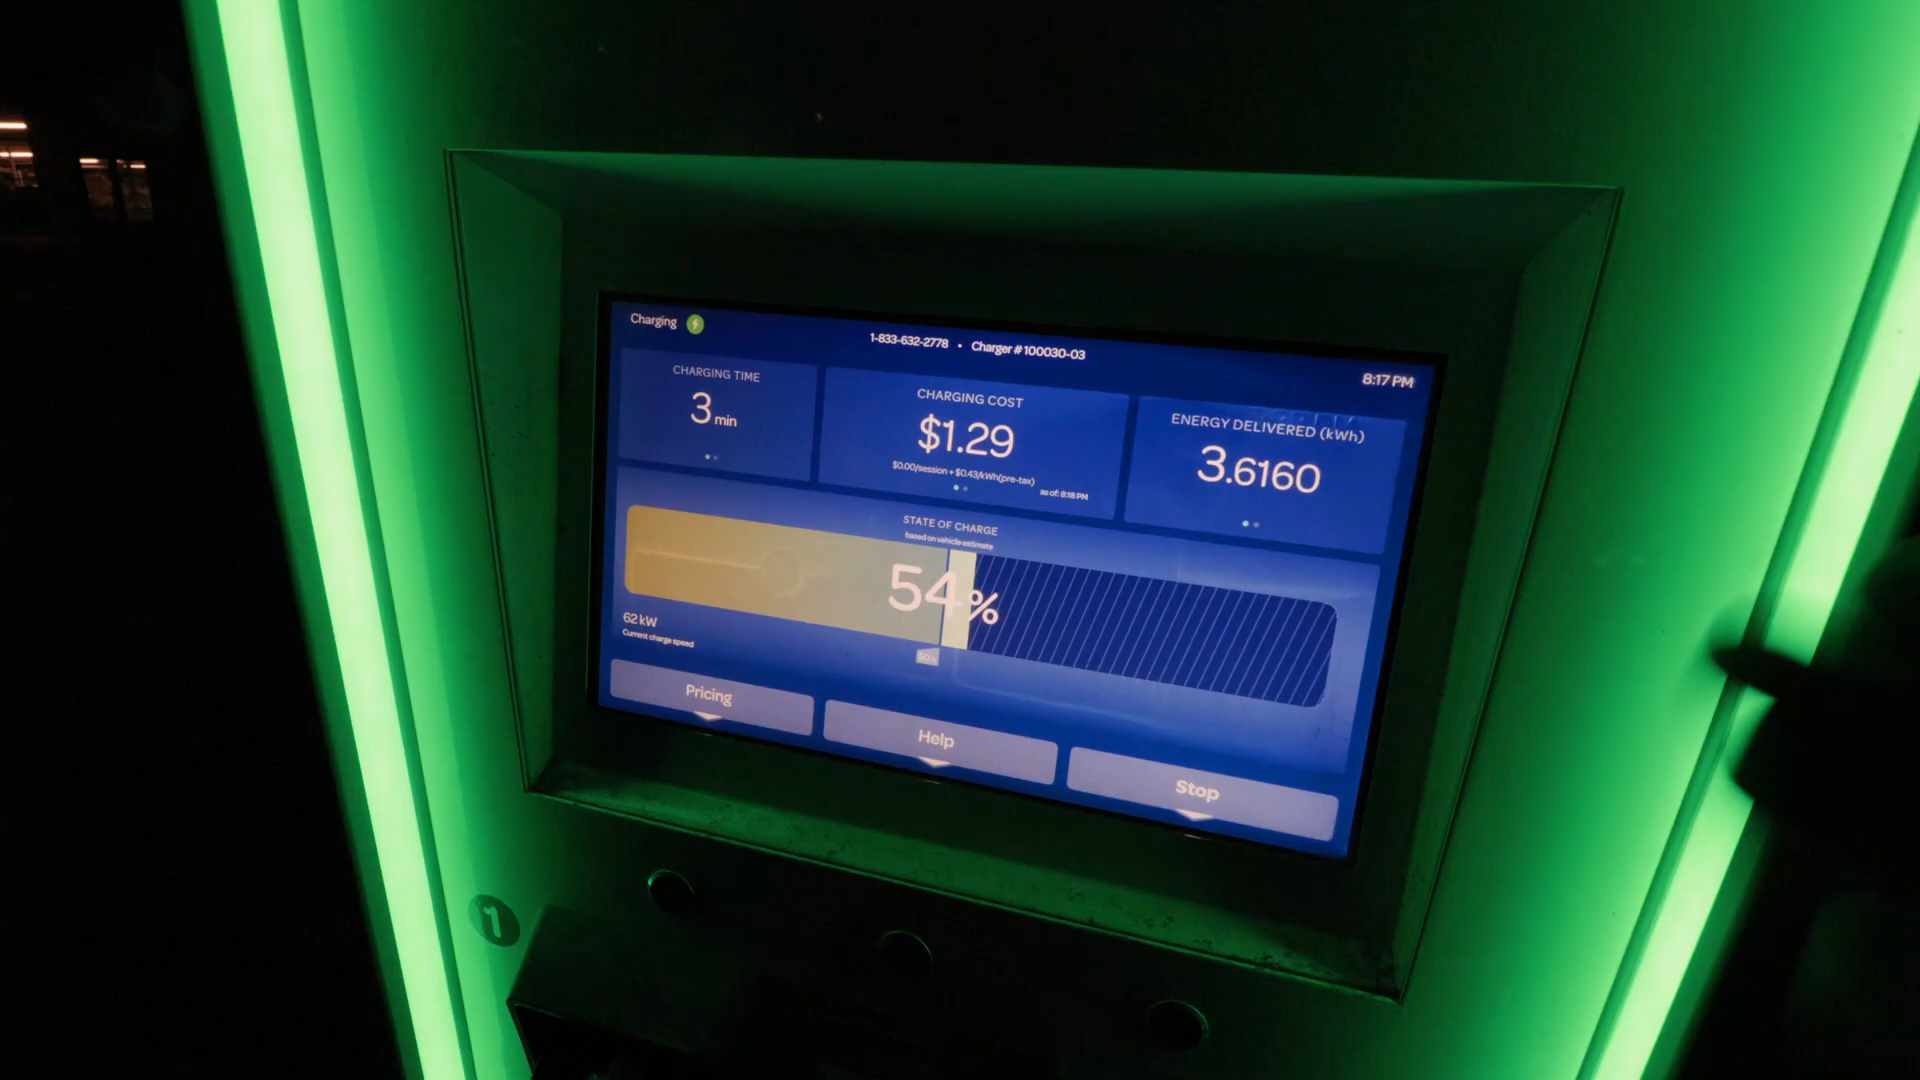 Charging
1-833-632-2778 • Charger #100030-03
8:17 PM
CHARGING TIME
3 min
CHARGING COST
$1.29
$0.00/session + $0.43/kWh(pre-tax)
as of: 8:18 PM
ENERGY DELIVERED (kWh)
3.6160
STATE OF CHARGE
based on vehicle estimate
54%
62 kW
Current charge speed
Pricing
Help
Stop
1